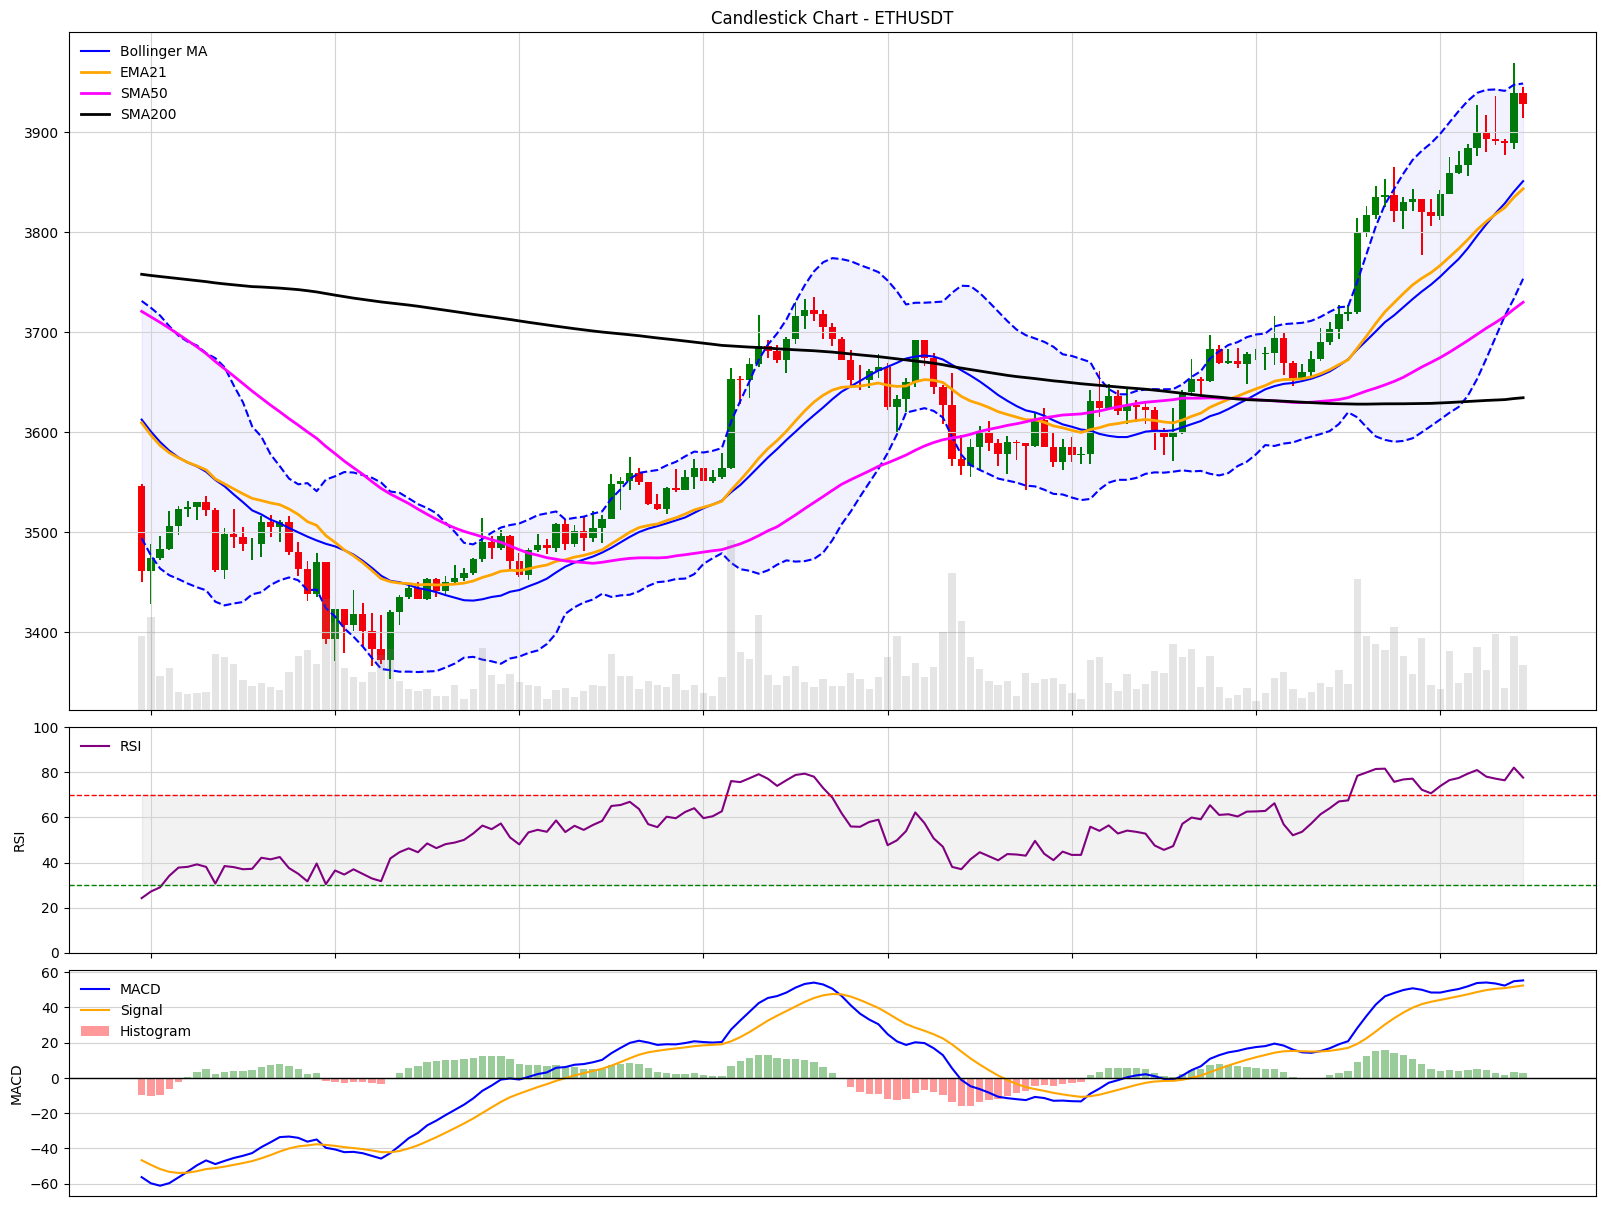 Candlestick Chart - ETHUSDT
Bollinger MA
EMA21
SMA50
SMA200
3900
3800
3700
3600
3500
3400
RSI
100
80
60
40
20
0
RSI
MACD
Signal
Histogram
60
40
20
0
−20
−40
−60
MACD